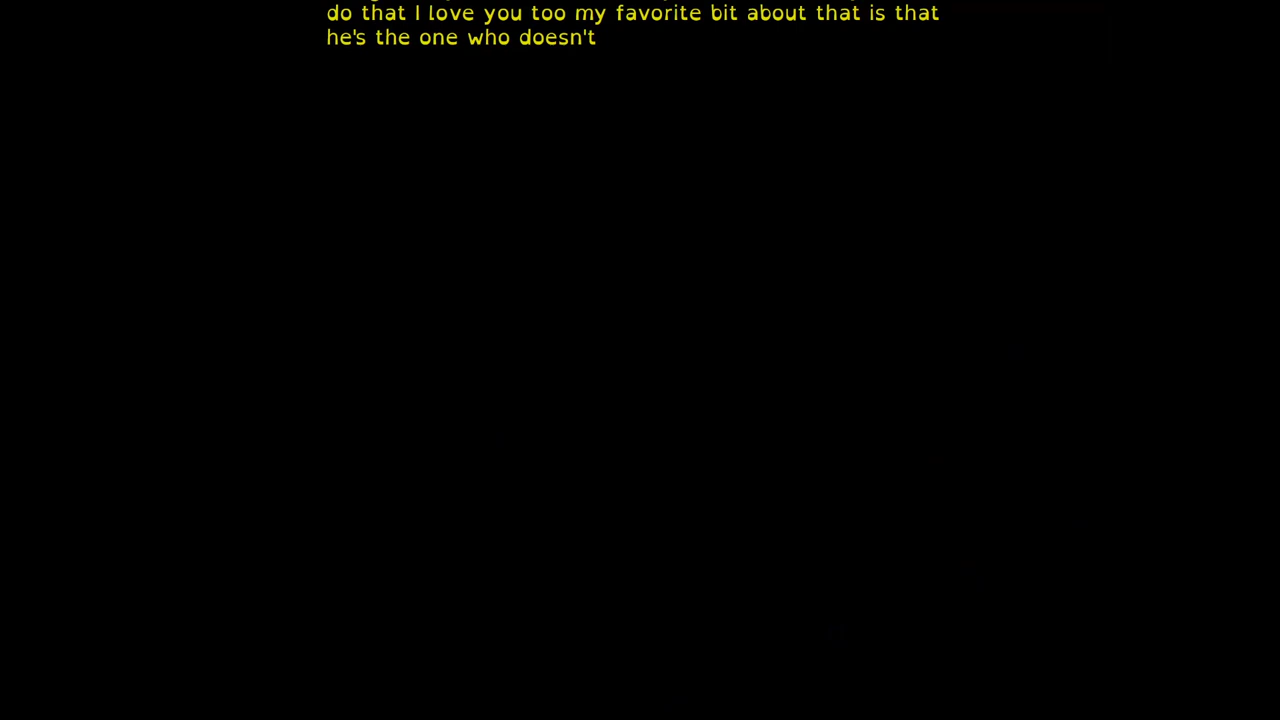 do that I love you too my favorite bit about that is that
he's the one who doesn't